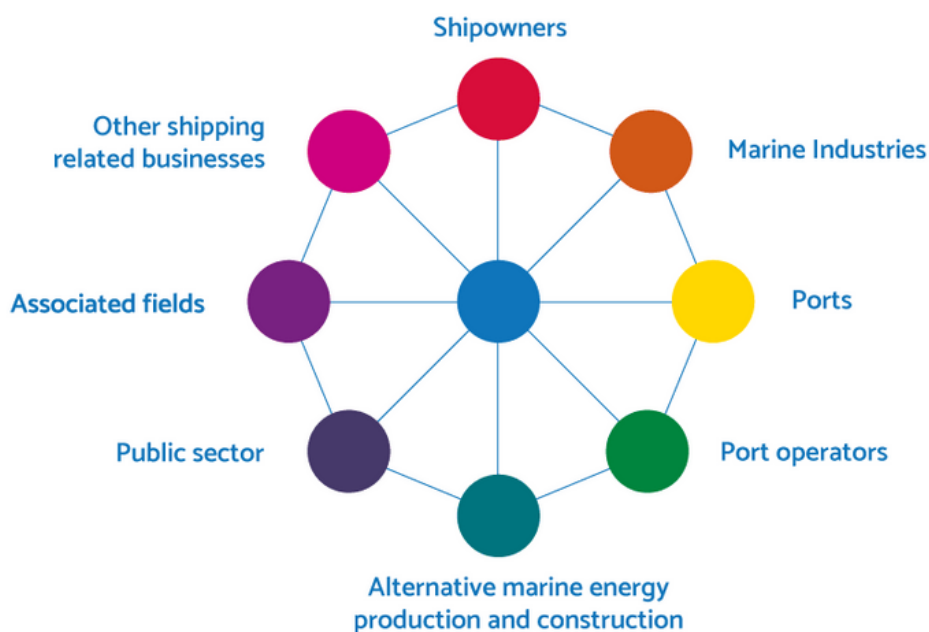 Shipowners
Other shipping
related businesses
Marine Industries
Associated fields
Ports
Public sector
Port operators
Alternative marine energy
production and construction